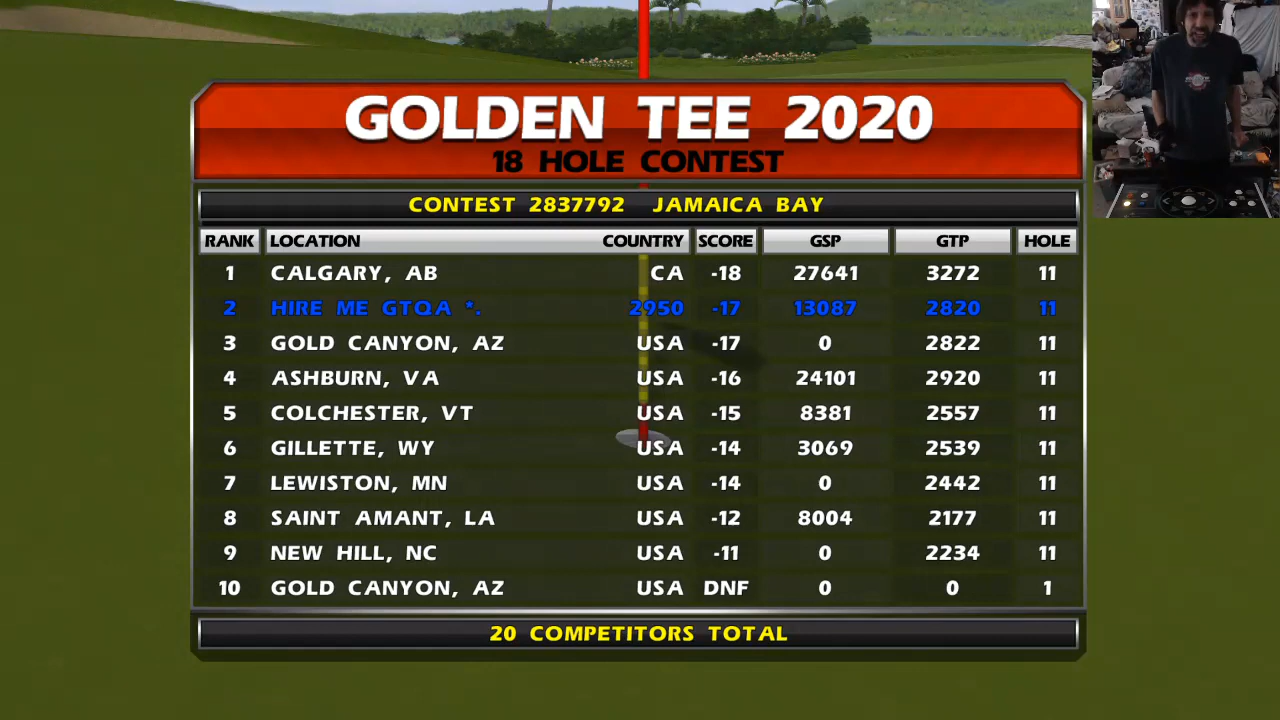 GOLDEN TEE 2020
18 HOLE CONTEST
CONTEST 2837792 JAMAICA BAY
RANK LOCATION COUNTRY SCORE GSP GTP HOLE
1 CALGARY, AB CA -18 27641 3272 11
2 HIRE ME GTQA *. 2950 -17 13087 2820 11
3 GOLD CANYON, AZ USA -17 0 2822 11
4 ASHBURN, VA USA -16 24101 2920 11
5 COLCHESTER, VT USA -15 8381 2557 11
6 GILLETTE, WY USA -14 3069 2539 11
7 LEWISTON, MN USA -14 0 2442 11
8 SAINT AMANT, LA USA -12 8004 2177 11
9 NEW HILL, NC USA -11 0 2234 11
10 GOLD CANYON, AZ USA DNF 0 0 1
20 COMPETITORS TOTAL